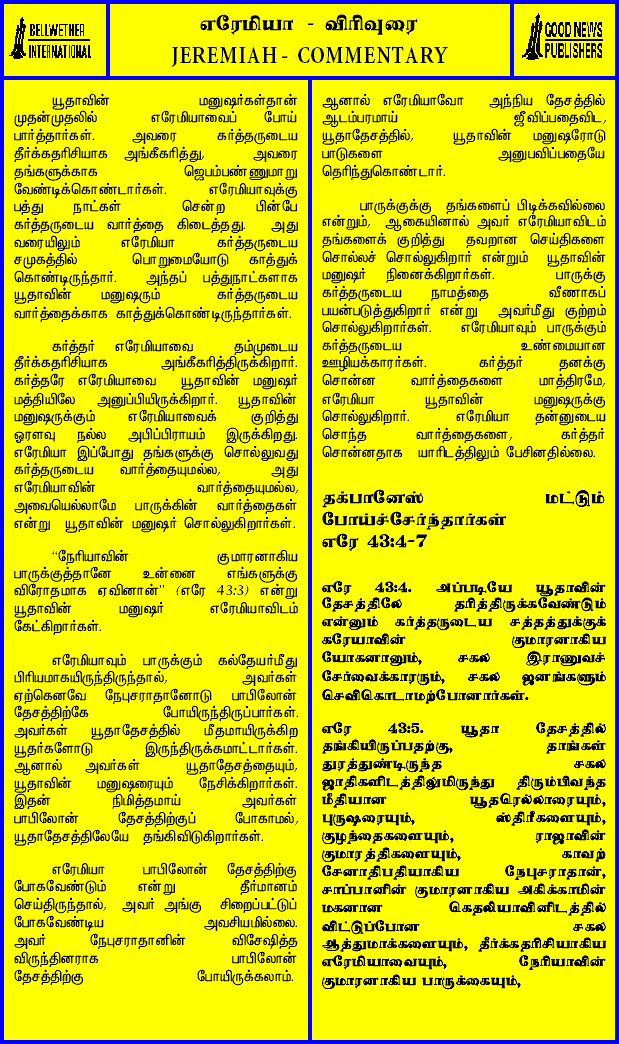 BELLWETHER
INTERNATIONAL
எரேமியா - விரிவுரை
JEREMIAH - COMMENTARY
GOOD NEWS
PUBLISHERS
யூதாவின் மனுஷர்கள்தான்
முதன்முதலில் எரேமியாவைப் போய்
பார்த்தார்கள். அவரை கர்த்தருடைய
தீர்க்கதரிசியாக அங்கீகரித்து, அவரை
தங்களுக்காக ஜெபம்பண்ணுமாறு
வேண்டிக்கொண்டார்கள். எரேமியாவுக்கு
பத்து நாட்கள் சென்ற பின்பே
கர்த்தருடைய வார்த்தை கிடைத்தது. அது
வரையிலும் எரேமியா கர்த்தருடைய
சமுகத்தில் பொறுமையோடு காத்துக்
கொண்டிருந்தார். அந்தப் பத்துநாட்களாக
யூதாவின் மனுஷரும் கர்த்தருடைய
வார்த்தைக்காக காத்துக்கொண்டிருந்தார்கள்.
கர்த்தர் எரேமியாவை தம்முடைய
தீர்க்கதரிசியாக அங்கீகரித்திருக்கிறார்.
கர்த்தரே எரேமியாவை யூதாவின் மனுஷர்
மத்தியிலே அனுப்பியிருக்கிறார். யூதாவின்
மனுஷருக்கும் எரேமியாவைக் குறித்து
ஓரளவு நல்ல அபிப்பிராயம் இருக்கிறது.
எரேமியா இப்போது தங்களுக்கு சொல்லுவது
கர்த்தருடைய வார்த்தையுமல்ல, அது
எரேமியாவின் வார்த்தையுமல்ல,
அவையெல்லாமே பாருக்கின் வார்த்தைகள்
என்று யூதாவின் மனுஷர் சொல்லுகிறார்கள்.
“நேரியாவின் குமாரனாகிய
பாருக்குத்தானே உன்னை எங்களுக்கு
விரோதமாக ஏவினான்” (எரே 43:3) என்று
யூதாவின் மனுஷர் எரேமியாவிடம்
கேட்கிறார்கள்.
எரேமியாவும் பாருக்கும் கல்தேயர்மீது
பிரியமாகயிருந்திருந்தால், அவர்கள்
ஏற்கெனவே நேபுசராதானோடு பாபிலோன்
தேசத்திற்கே போயிருந்திருப்பார்கள்.
அவர்கள் யூதாதேசத்தில் மீதமாயிருக்கிற
யூதர்களோடு இருந்திருக்கமாட்டார்கள்.
ஆனால் அவர்கள் யூதாதேசத்தையும்,
யூதாவின் மனுஷரையும் நேசிக்கிறார்கள்.
இதன் நிமித்தமாய் அவர்கள்
பாபிலோன் தேசத்திற்குப் போகாமல்,
யூதாதேசத்திலேயே தங்கிவிடுகிறார்கள்.
எரேமியா பாபிலோன் தேசத்திற்கு
போகவேண்டும் என்று தீர்மானம்
செய்திருந்தால், அவர் அங்கு சிறைப்பட்டுப்
போகவேண்டிய அவசியமில்லை.
அவர் நேபுசராதானின் விசேஷித்த
விருந்தினராக பாபிலோன்
தேசத்திற்கு போயிருக்கலாம்.
ஆனால் எரேமியாவோ அந்நிய தேசத்தில்
ஆடம்பரமாய் ஜீவிப்பதைவிட,
யூதாதேசத்தில், யூதாவின் மனுஷரோடு
பாடுகளை அனுபவிப்பதையே
தெரிந்துகொண்டார்.
பாருக்குக்கு தங்களைப் பிடிக்கவில்லை
என்றும், ஆகையினால் அவர் எரேமியாவிடம்
தங்களைக் குறித்து தவறான செய்திகளை
சொல்லச் சொல்லுகிறார் என்றும் யூதாவின்
மனுஷர் நினைக்கிறார்கள். பாருக்கு
கர்த்தருடைய நாமத்தை வீணாகப்
பயன்படுத்துகிறார் என்று அவர்மீது குற்றம்
சொல்லுகிறார்கள். எரேமியாவும் பாருக்கும்
கர்த்தருடைய உண்மையான
ஊழியக்காரர்கள். கர்த்தர் தனக்கு
சொன்ன வார்த்தைகளை மாத்திரமே,
எரேமியா யூதாவின் மனுஷருக்கு
சொல்லுகிறார். எரேமியா தன்னுடைய
சொந்த வார்த்தைகளை, கர்த்தர்
சொன்னதாக யாரிடத்திலும் பேசினதில்லை.
தக்பானேஸ் மட்டும்
போய்ச்சேர்ந்தார்கள்
எரே 43:4-7
எரே 43:4. அப்படியே யூதாவின்
தேசத்திலே தரித்திருக்கவேண்டும்
என்னும் கர்த்தருடைய சத்தத்துக்குக்
கரேயாவின் குமாரனாகிய
யோகனானும், சகல இராணுவச்
சேர்வைக்காரரும், சகல ஜனங்களும்
செவிகொடாமற்போனார்கள்.
எரே 43:5. யூதா தேசத்தில்
தங்கியிருப்பதற்கு, தாங்கள்
துரத்துண்டிருந்த சகல
ஜாதிகளிடத்திலுமிருந்து திரும்பிவந்த
மீதியான யூதரெல்லாரையும்,
புருஷரையும், ஸ்திரீகளையும்,
குழந்தைகளையும், ராஜாவின்
குமாரத்திகளையும், காவற்
சேனாதிபதியாகிய நேபுசராதான்,
சாப்பானின் குமாரனாகிய அகிக்காமின்
மகனான கெதலியாவினிடத்தில்
விட்டுப்போன சகல
ஆத்துமாக்களையும், தீர்க்கதரிசியாகிய
எரேமியாவையும், நேரியாவின்
குமாரனாகிய பாருக்கையும்,